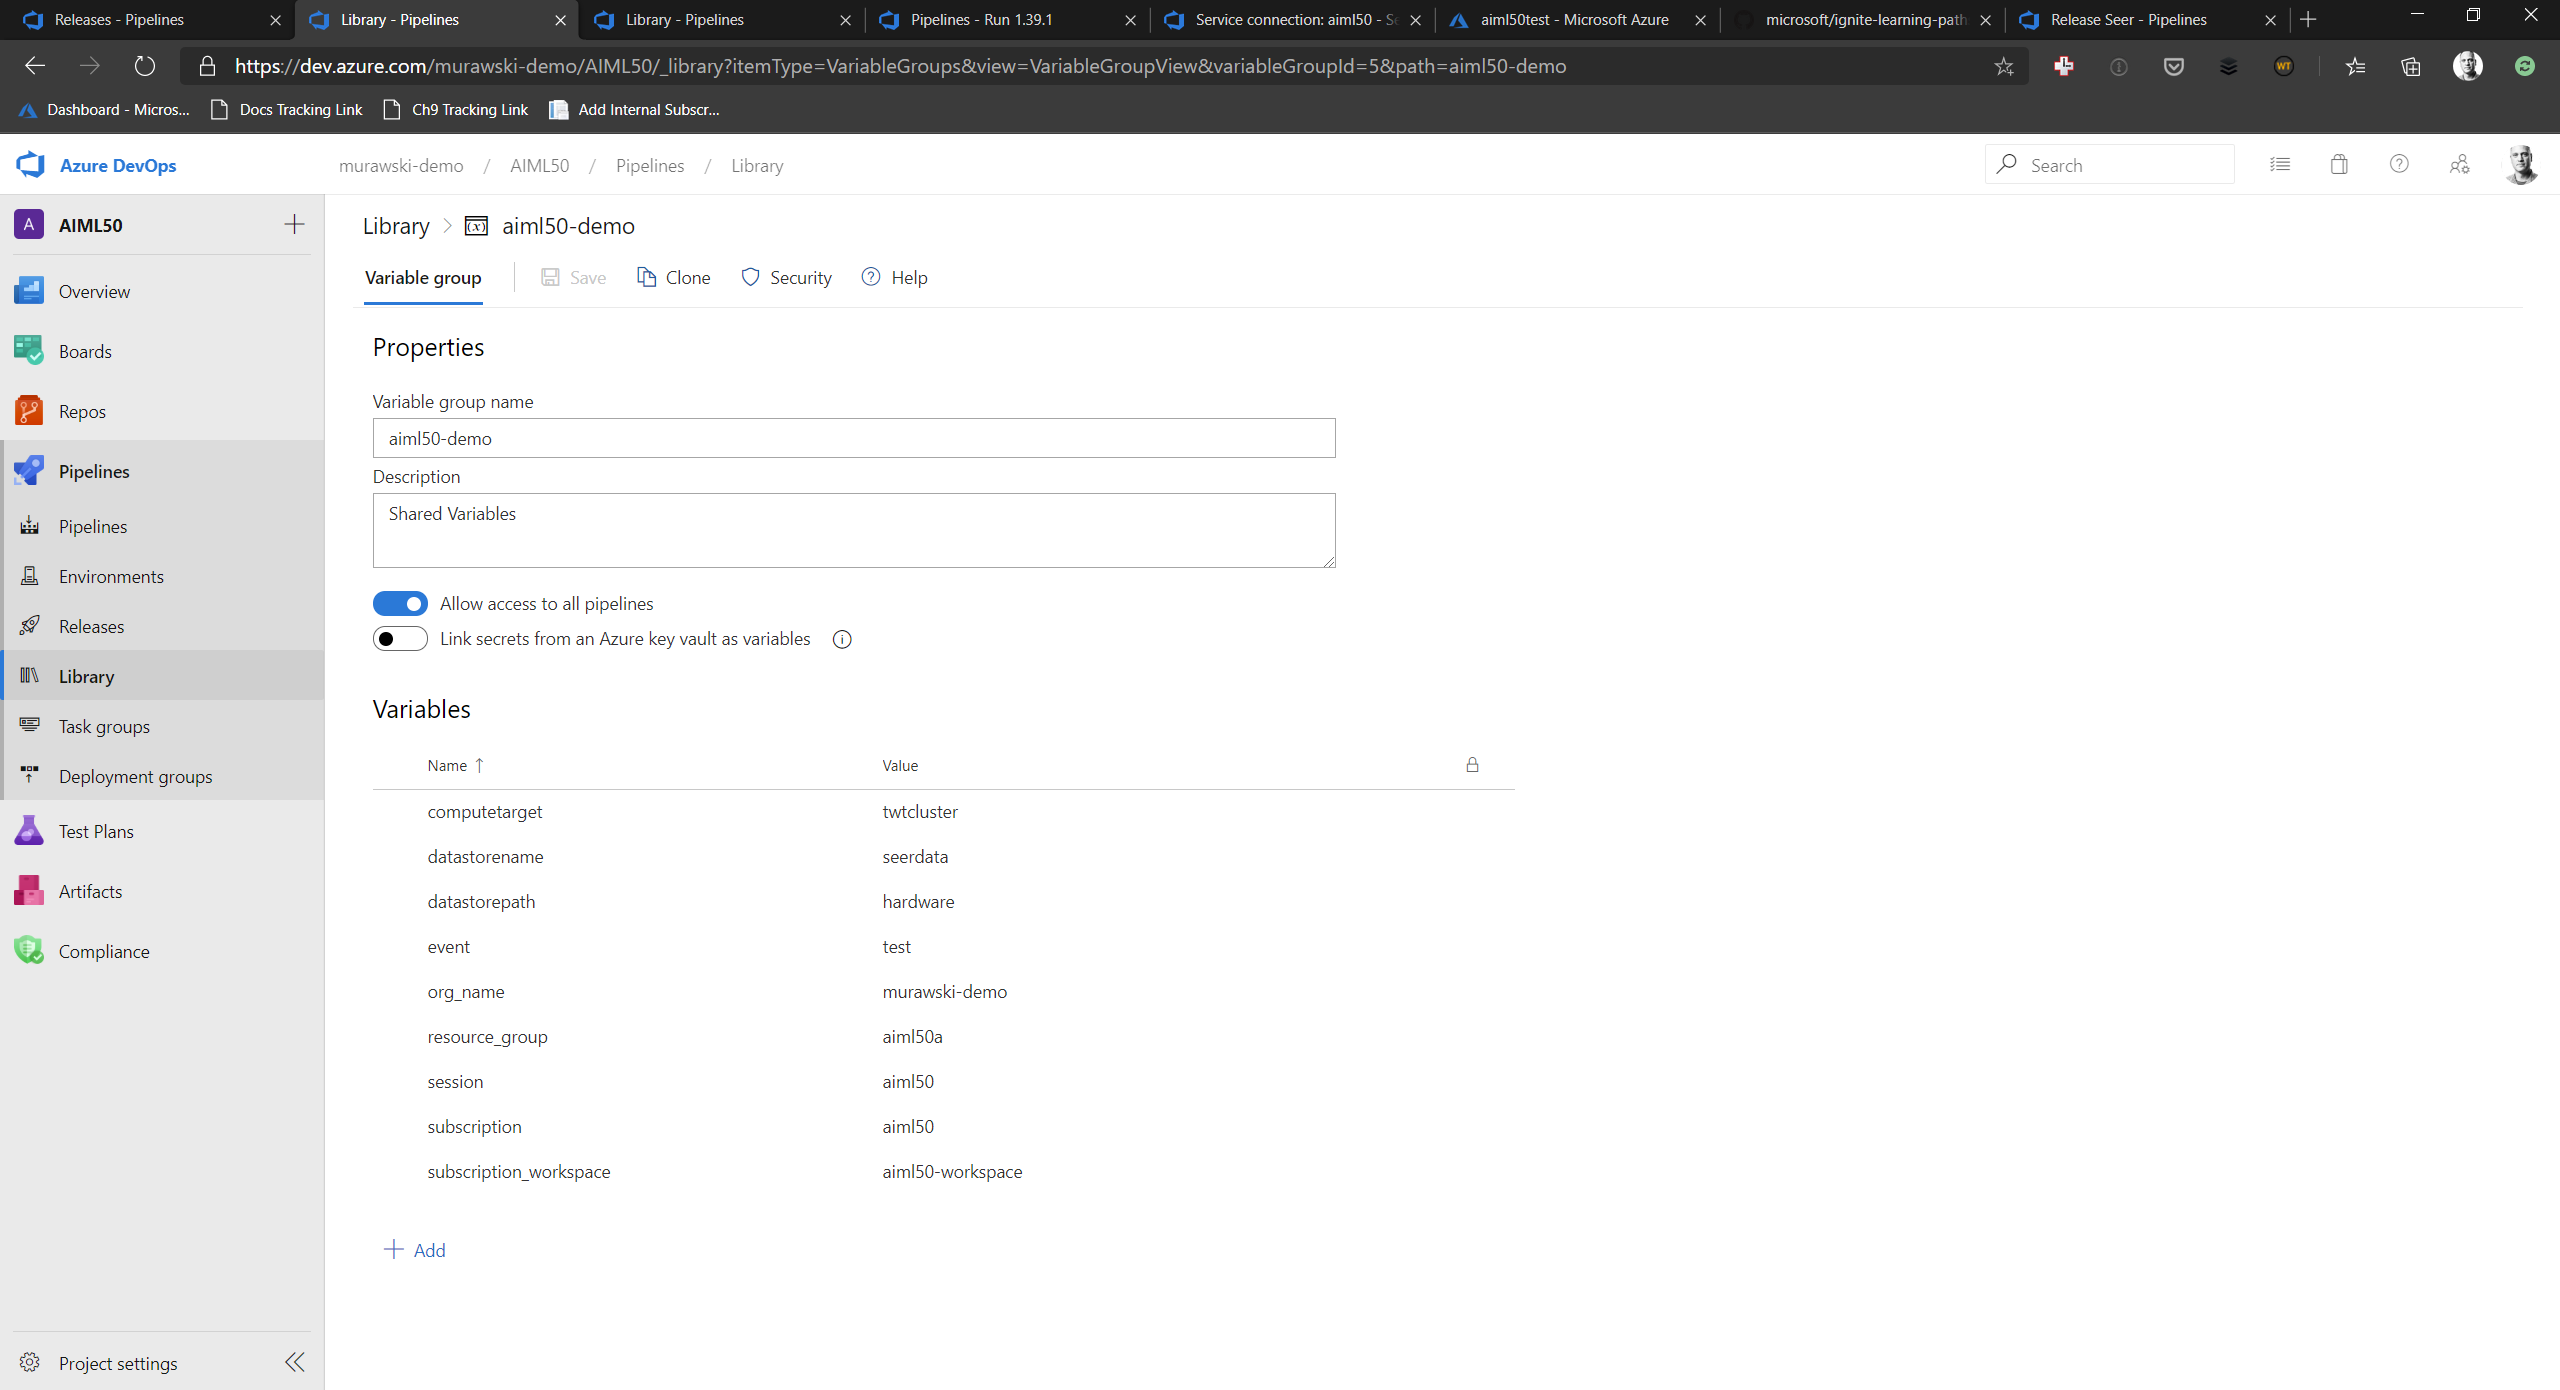 Releases - Pipelines
Library - Pipelines
Library - Pipelines
Pipelines - Run 1.39.1
Service connection: aiml50 - Se
aiml50test - Microsoft Azure
microsoft/ignite-learning-path
Release Seer - Pipelines
https://dev.azure.com/murawski-demo/AIML50/_library?itemType=VariableGroups&view=VariableGroupView&variableGroupId=5&path=aiml50-demo
WT
Dashboard - Micros...
Docs Tracking Link
Ch9 Tracking Link
Add Internal Subscr...
Azure DevOps
murawski-demo / AIML50 / Pipelines / Library
Search
A AIML50
Overview
Boards
Repos
Pipelines
Pipelines
Environments
Releases
Library
Task groups
Deployment groups
Test Plans
Artifacts
Compliance
Project settings
Library > (x) aiml50-demo
Variable group
Save
Clone
Security
Help
Properties
Variable group name
aiml50-demo
Description
Shared Variables
Allow access to all pipelines
Link secrets from an Azure key vault as variables
Variables
Name ↑ Value
computetarget twtcluster
datastorename seerdata
datastorepath hardware
event test
org_name murawski-demo
resource_group aiml50a
session aiml50
subscription aiml50
subscription_workspace aiml50-workspace
+ Add